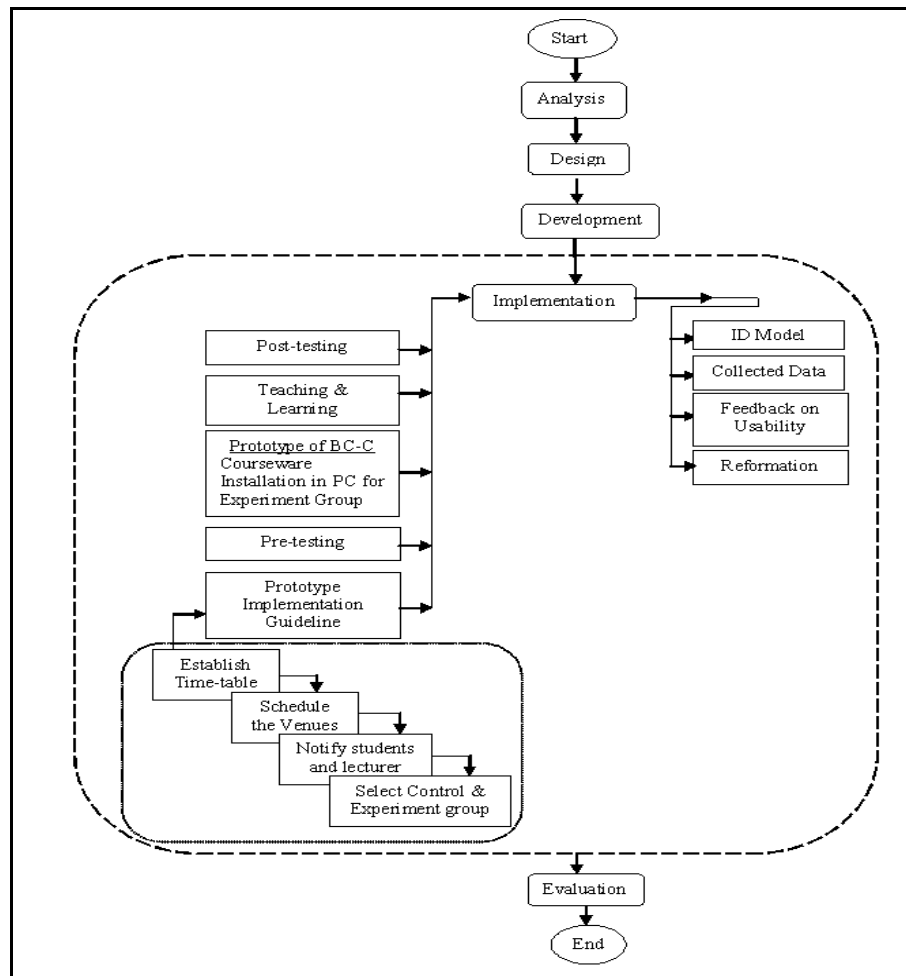 Start
Analysis
Design
Development
Implementation
Post-testing
Teaching &
Learning
Prototype of BC-C
Courseware
Installation in PC for
Experiment Group
Pre-testing
Prototype
Implementation
Guideline
Establish
Time-table
Schedule
the Venues
Notify students
and lecturer
Select Control &
Experiment group
ID Model
Collected Data
Feedback on
Usability
Reformation
Evaluation
End